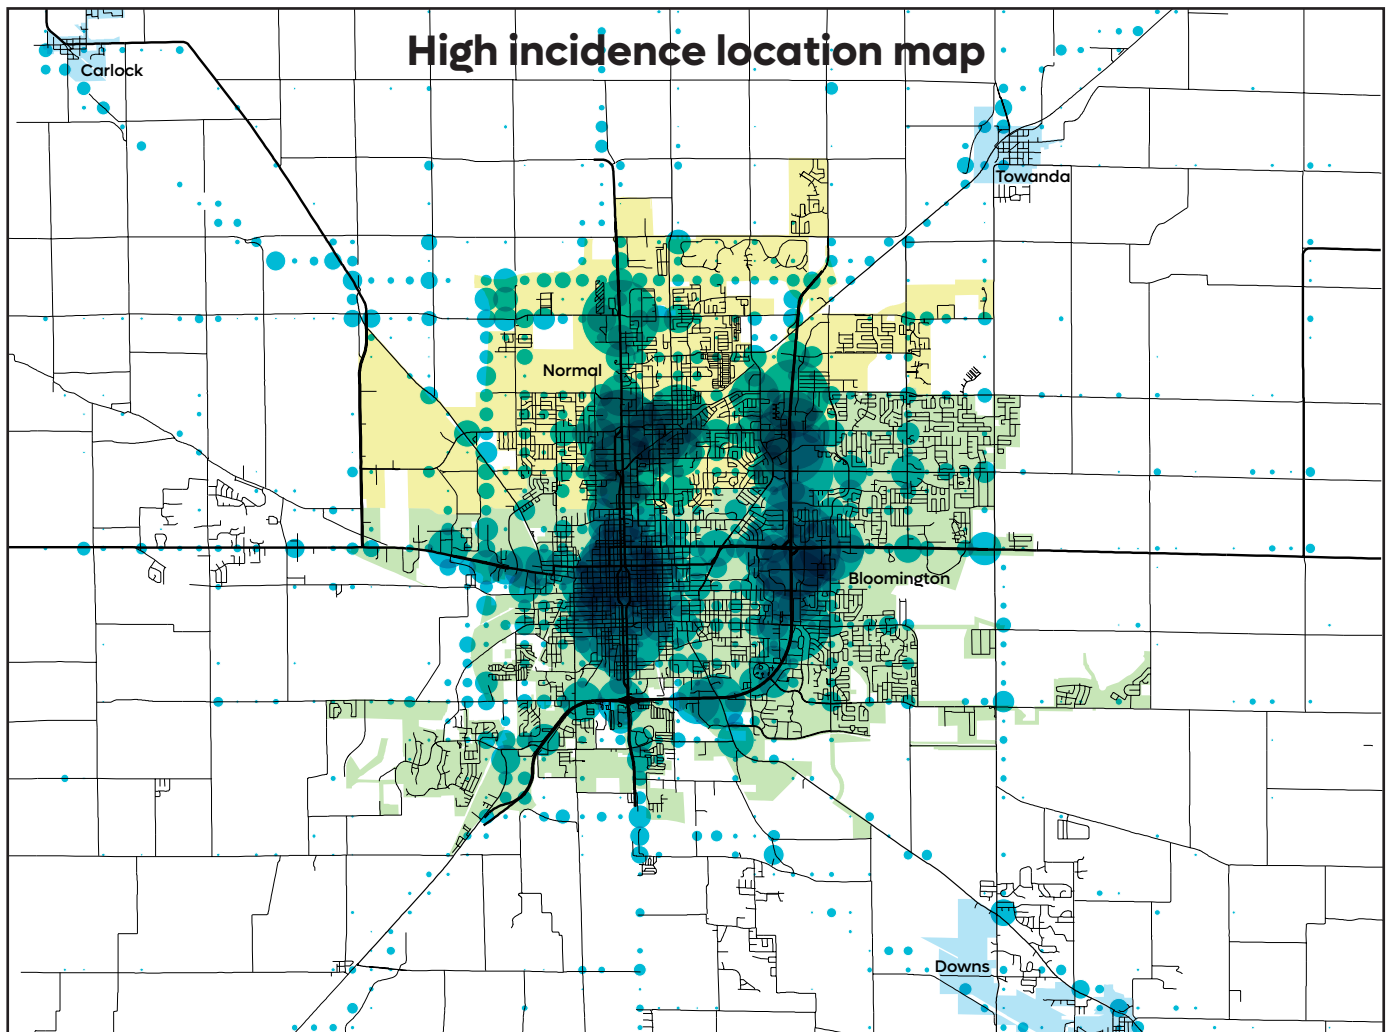 High incidence location map
Carlock
Towanda
Normal
Bloomington
Downs